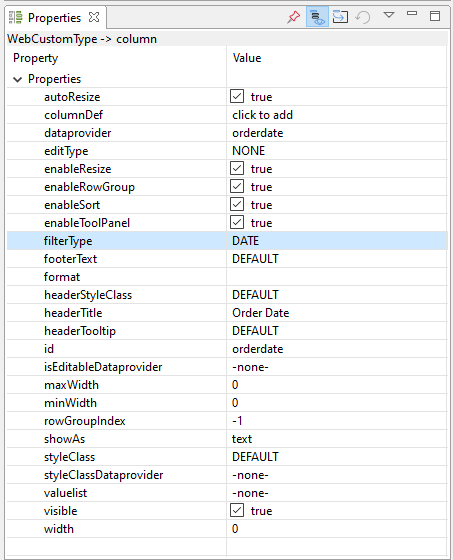 Properties
WebCustomType -> column
Property Value
Properties
autoResize true
columnDef click to add
dataprovider orderdate
editType NONE
enableResize true
enableRowGroup true
enableSort true
enableToolPanel true
filterType DATE
footerText DEFAULT
format
headerStyleClass DEFAULT
headerTitle Order Date
headerTooltip DEFAULT
id orderdate
isEditableDataprovider -none-
maxWidth 0
minWidth 0
rowGroupIndex -1
showAs text
styleClass DEFAULT
styleClassDataprovider -none-
valuelist -none-
visible true
width 0